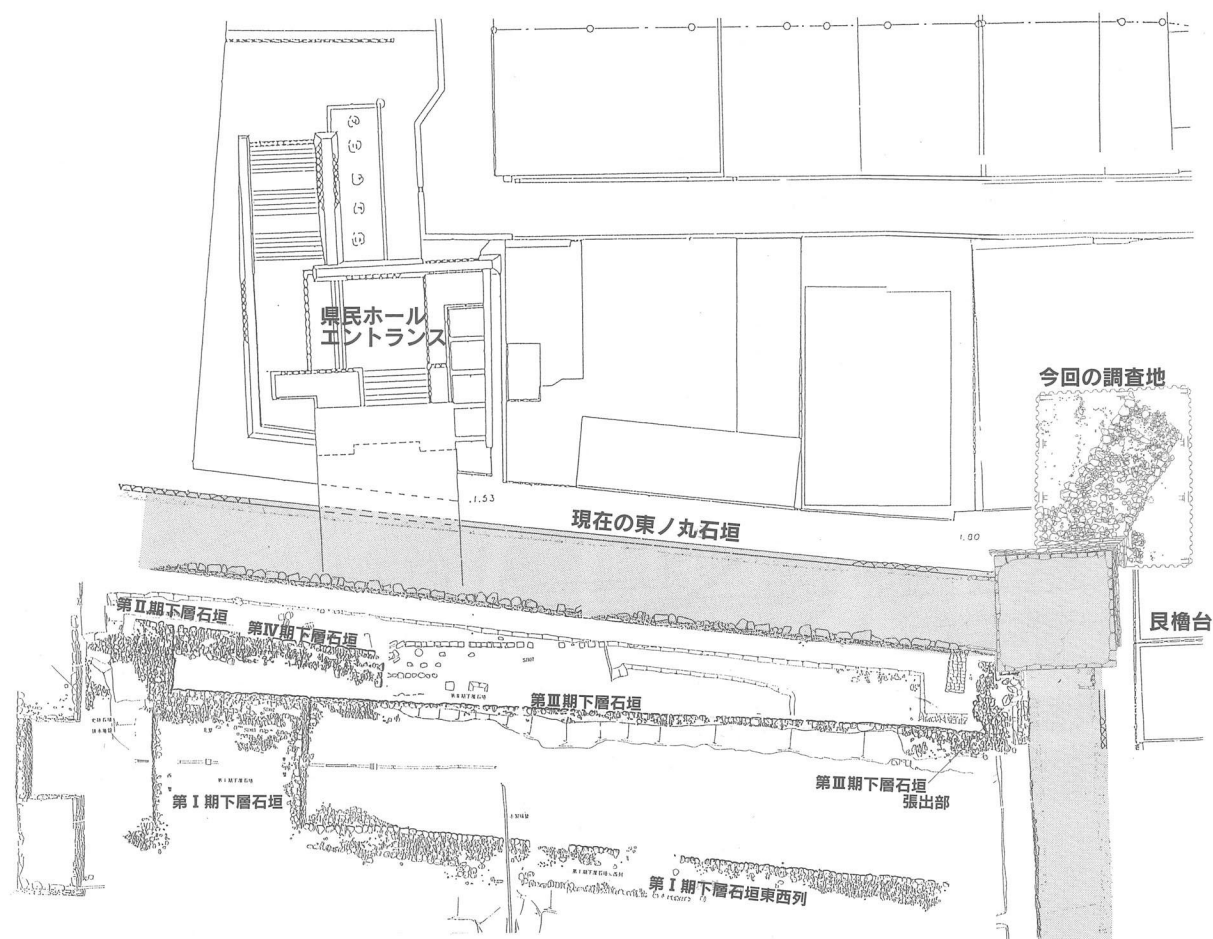 県民ホール
エントランス
今回の調査地
.1.53
現在の東ノ丸石垣
1.00
艮櫓台
第Ⅱ期下層石垣
第Ⅳ期下層石垣
第Ⅲ期下層石垣
第Ⅲ期下層石垣
張出部
第Ⅰ期下層石垣
第Ⅰ期下層石垣東西列